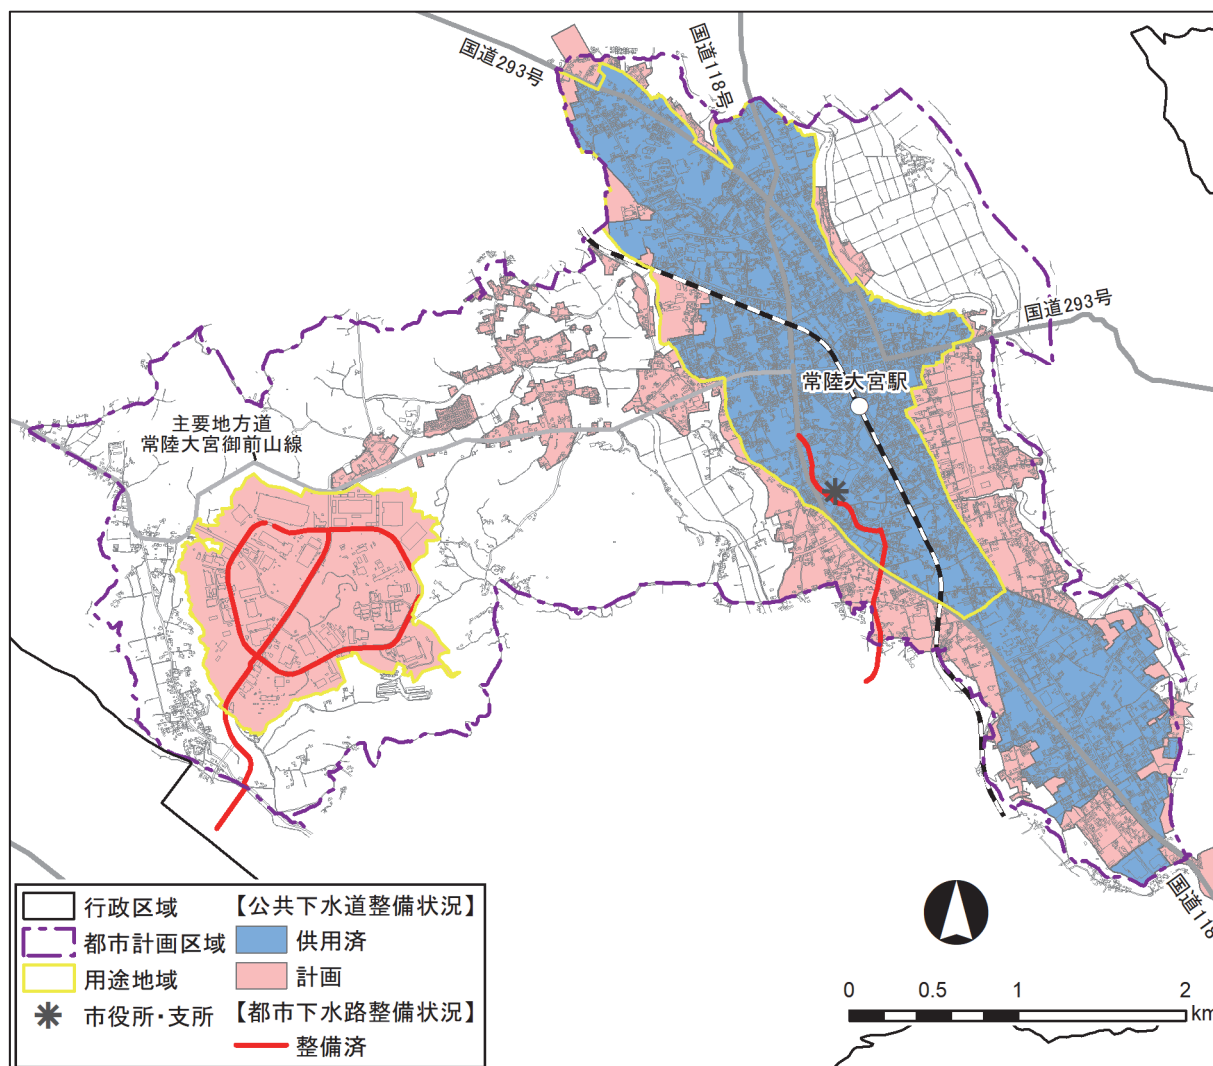 国道293号
国道118号
国道293号
常陸大宮駅
主要地方道
常陸大宮御前山線
国道118
行政区域
都市計画区域
用途地域
市役所・支所
【公共下水道整備状況】
供用済
計画
【都市下水路整備状況】
整備済
0 0.5 1 2
km